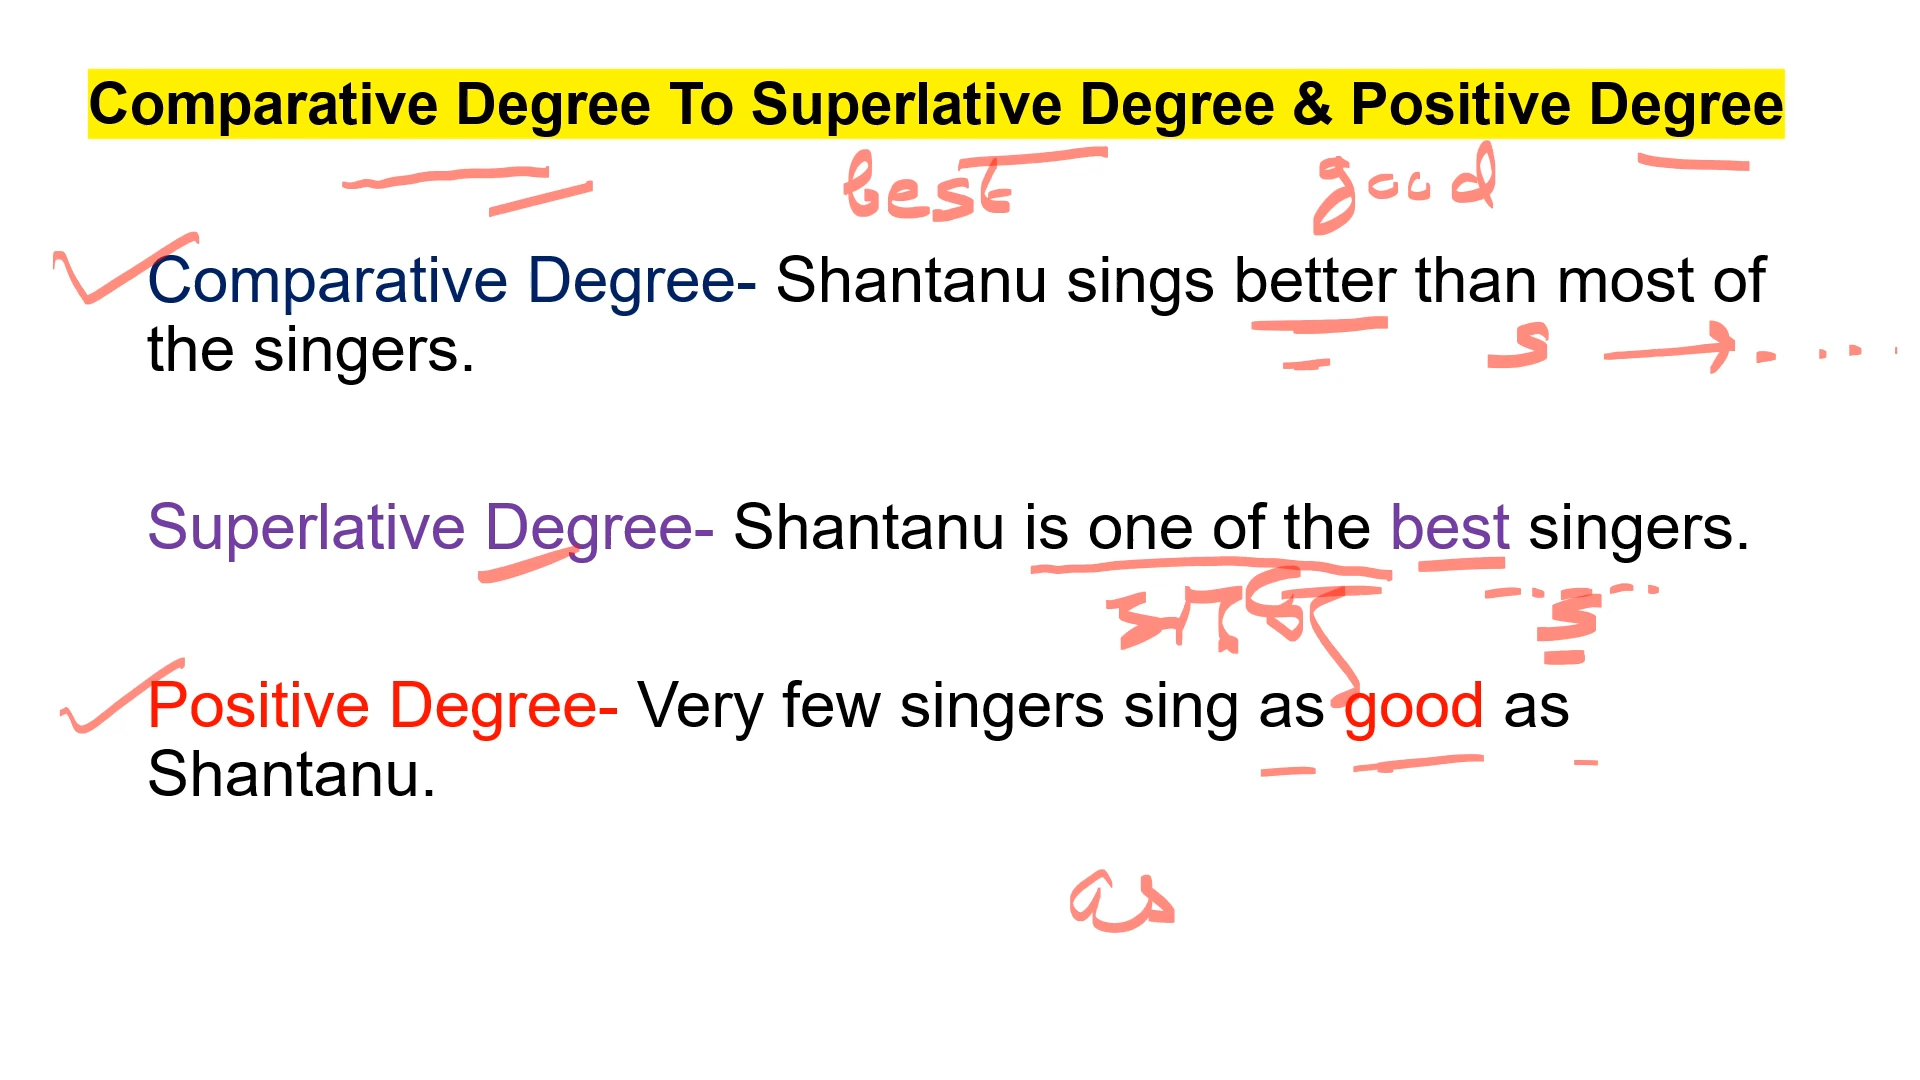 Comparative Degree To Superlative Degree & Positive Degree
best good
Comparative Degree- Shantanu sings better than most of
the singers.
s
Superlative Degree- Shantanu is one of the best singers.
Positive Degree- Very few singers sing as good as
Shantanu.
as